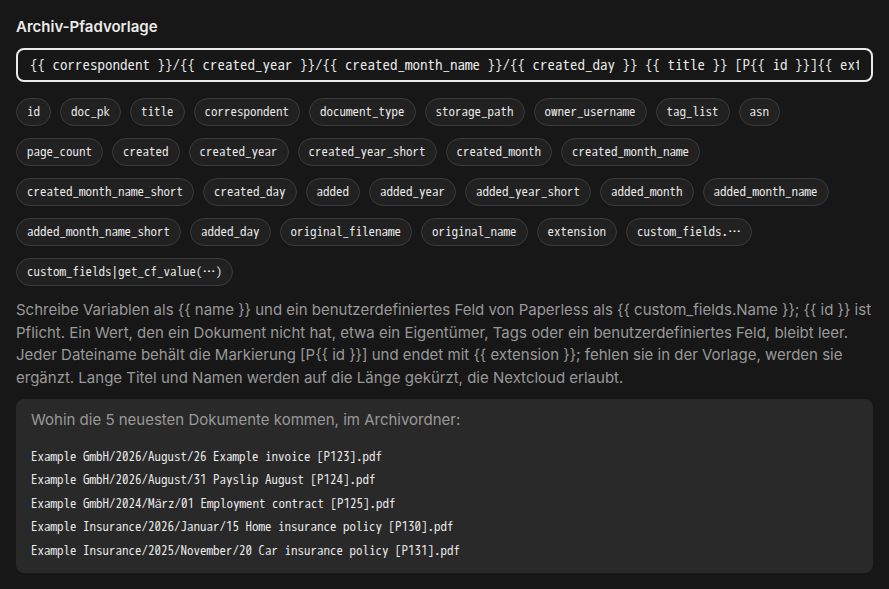 Archiv-Pfadvorlage
{{ correspondent }}/{{ created_year }}/{{ created_month_name }}/{{ created_day }} {{ title }} [P{{ id }}]{{ ext
id doc_pk title correspondent document_type storage_path owner_username tag_list asn
page_count created created_year created_year_short created_month created_month_name
created_month_name_short created_day added added_year added_year_short added_month added_month_name
added_month_name_short added_day original_filename original_name extension custom_fields.…
custom_fields|get_cf_value(…)
Schreibe Variablen als {{ name }} und ein benutzerdefiniertes Feld von Paperless als {{ custom_fields.Name }}; {{ id }} ist
Pflicht. Ein Wert, den ein Dokument nicht hat, etwa ein Eigentümer, Tags oder ein benutzerdefiniertes Feld, bleibt leer.
Jeder Dateiname behält die Markierung [P{{ id }}] und endet mit {{ extension }}; fehlen sie in der Vorlage, werden sie
ergänzt. Lange Titel und Namen werden auf die Länge gekürzt, die Nextcloud erlaubt.
Wohin die 5 neuesten Dokumente kommen, im Archivordner:
Example GmbH/2026/August/26 Example invoice [P123].pdf
Example GmbH/2026/August/31 Payslip August [P124].pdf
Example GmbH/2024/März/01 Employment contract [P125].pdf
Example Insurance/2026/Januar/15 Home insurance policy [P130].pdf
Example Insurance/2025/November/20 Car insurance policy [P131].pdf